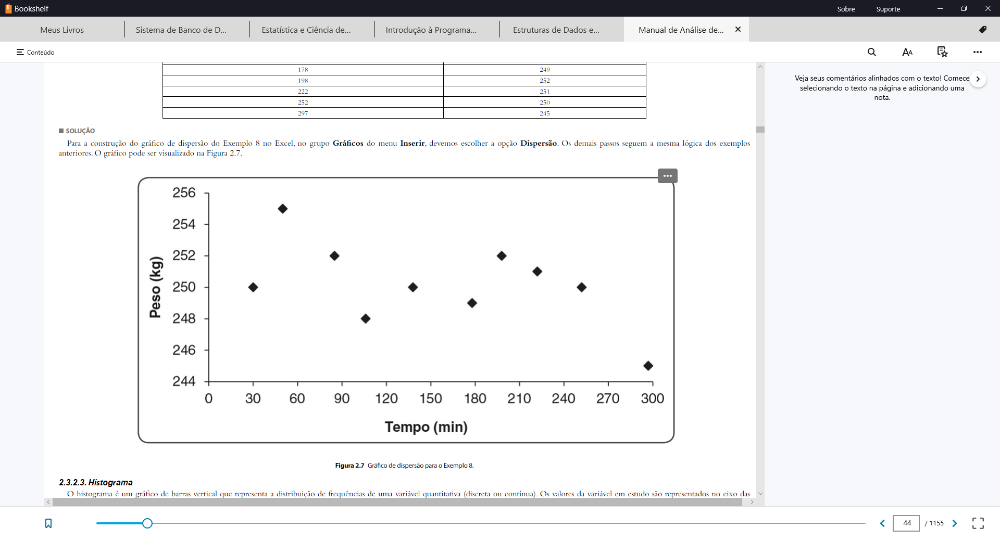 Bookshelf
Sobre
Suporte
Meus Livros
Sistema de Banco de D...
Estatística e Ciência de...
Introdução à Programa...
Estruturas de Dados e...
Manual de Análise de...
Conteúdo
178 249
198 252
222 251
252 250
297 245
Veja seus comentários alinhados com o texto! Comece
selecionando o texto na página e adicionando uma
nota.
SOLUÇÃO
Para a construção do gráfico de dispersão do Exemplo 8 no Excel, no grupo Gráficos do menu Inserir, devemos escolher a opção Dispersão. Os demais passos seguem a mesma lógica dos exemplos
anteriores. O gráfico pode ser visualizado na Figura 2.7.
256
254
252
250
248
246
244
Peso (kg)
0 30 60 90 120 150 180 210 240 270 300
Tempo (min)
Figura 2.7 Gráfico de dispersão para o Exemplo 8.
2.3.2.3. Histograma
O histograma é um gráfico de barras vertical que representa a distribuição de frequências de uma variável quantitativa (discreta ou contínua). Os valores da variável em estudo são representados no eixo das
44 / 1155